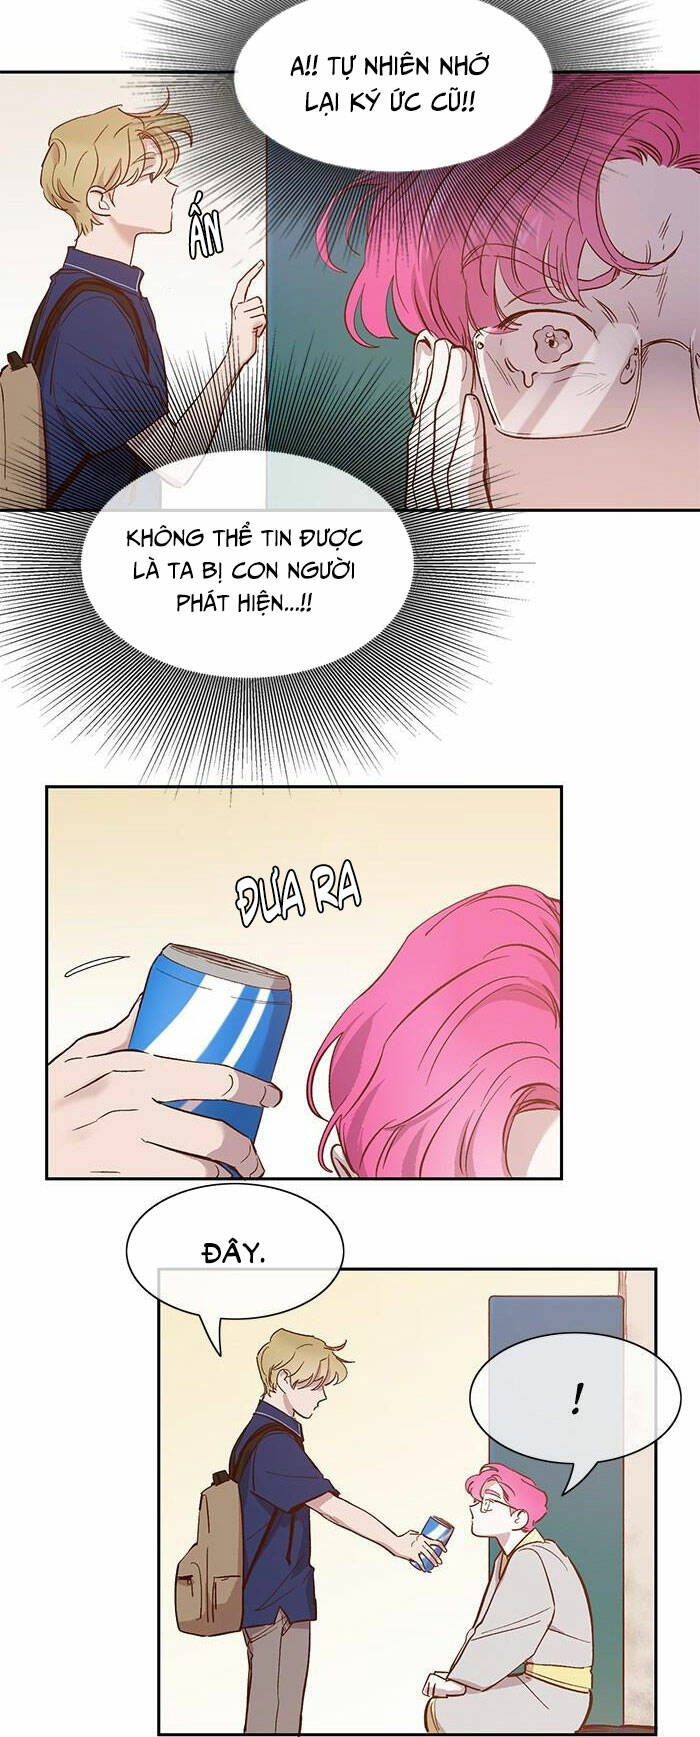 A!! TỰ NHIÊN NHỚ
LẠI KÝ ỨC CŨ!!
ẤN
KHÔNG THỂ TIN ĐƯỢC
LÀ TA BỊ CON NGƯỜI
PHÁT HIỆN...!!
ĐƯA RA
ĐÂY.
!